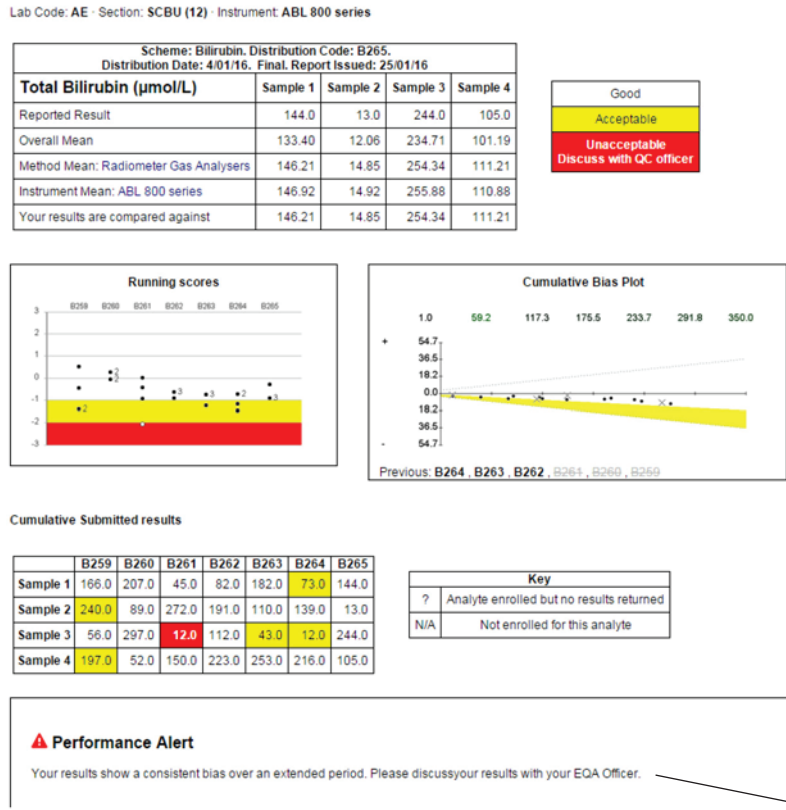 Lab Code: AE · Section: SCBU (12) · Instrument: ABL 800 series
Scheme: Bilirubin. Distribution Code: B265.
Distribution Date: 4/01/16. Final. Report Issued: 25/01/16
Total Bilirubin (µmol/L) Sample 1 Sample 2 Sample 3 Sample 4
Reported Result 144.0 13.0 244.0 105.0
Overall Mean 133.40 12.06 234.71 101.19
Method Mean: Radiometer Gas Analysers 146.21 14.85 254.34 111.21
Instrument Mean: ABL 800 series 146.92 14.92 255.88 110.88
Your results are compared against 146.21 14.85 254.34 111.21
Good
Acceptable
Unacceptable
Discuss with QC officer
Running scores
B259 B260 B261 B262 B263 B264 B265
3
2
1
0
-1
-2
-3
2
2
2
3
3
2
3
Cumulative Bias Plot
1.0 59.2 117.3 175.5 233.7 291.8 350.0
+ 54.7
36.5
18.2
0.0
18.2
36.5
- 54.7
Previous: B264 , B263 , B262 , B261 , B260 , B259
Cumulative Submitted results
B259 B260 B261 B262 B263 B264 B265
Sample 1 166.0 207.0 45.0 82.0 182.0 73.0 144.0
Sample 2 240.0 89.0 272.0 191.0 110.0 139.0 13.0
Sample 3 56.0 297.0 12.0 112.0 43.0 12.0 244.0
Sample 4 197.0 52.0 150.0 223.0 253.0 216.0 105.0
Key
? Analyte enrolled but no results returned
N/A Not enrolled for this analyte
Performance Alert
Your results show a consistent bias over an extended period. Please discussyour results with your EQA Officer.